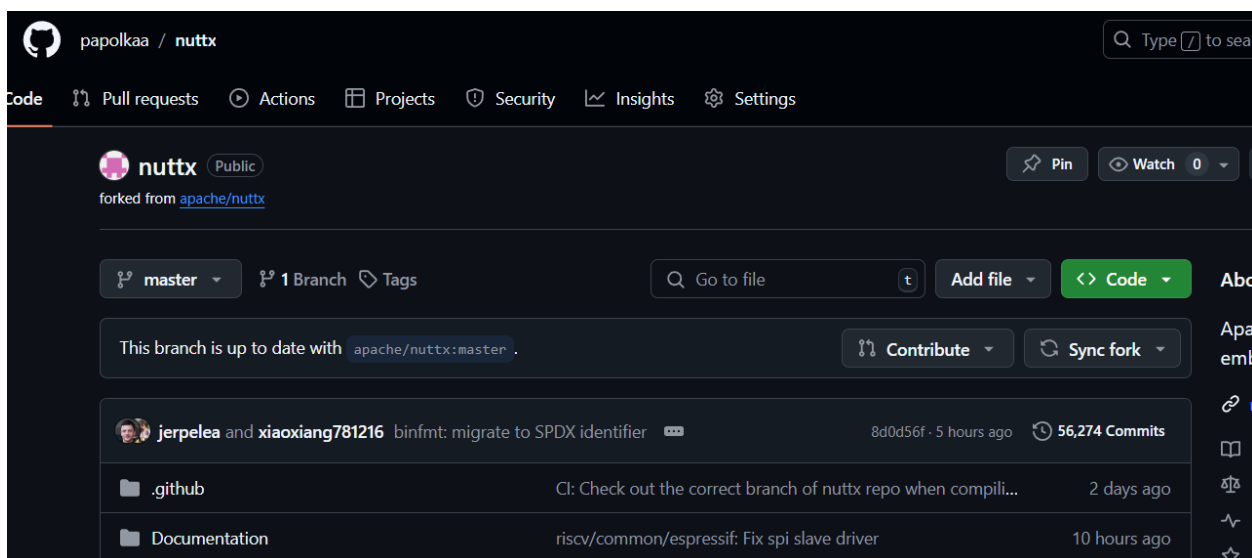 papolkaa / nuttx
Type / to sea
Code Pull requests Actions Projects Security Insights Settings
nuttx Public
Pin Watch 0
forked from apache/nuttx
master 1 Branch Tags
Go to file t Add file Code
Abo
This branch is up to date with apache/nuttx:master .
Contribute Sync fork
Apa
emb
jerpelea and xiaoxiang781216 binfmt: migrate to SPDX identifier
8d0d56f · 5 hours ago 56,274 Commits
.github CI: Check out the correct branch of nuttx repo when compili... 2 days ago
Documentation riscv/common/espressif: Fix spi slave driver 10 hours ago